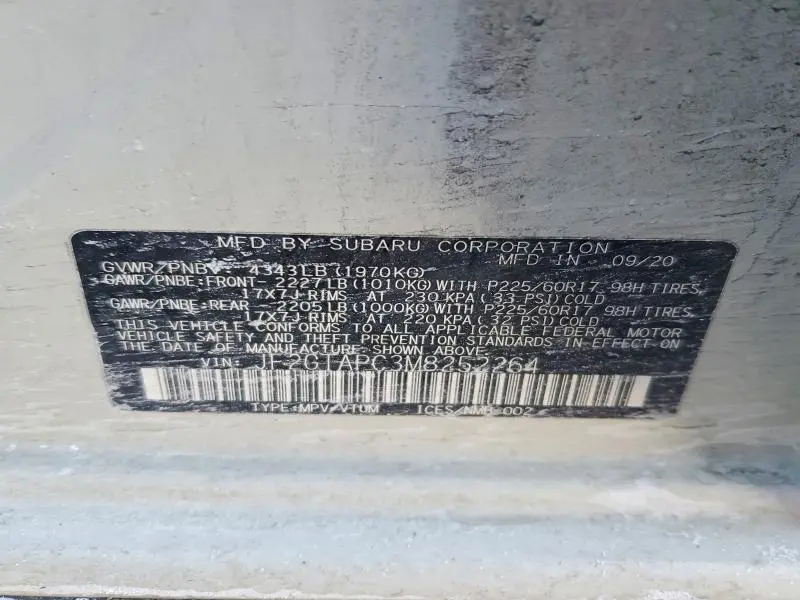 MFD BY SUBARU CORPORATION MFD IN 09/20
GVWR/PNBV- 4343LB(1970KG)
GAWR/PNBE:FRONT- 2227LB(1010KG)WITH P225/60R17 98H TIRES,
17X7J RIMS AT 230 KPA(33 PSI)COLD
GAWR/PNBE:REAR - 2205LB(1000KG)WITH P225/60R17 98H TIRES,
17X7J RIMS AT 220 KPA(32 PSI)COLD
THIS VEHICLE CONFORMS TO ALL APPLICABLE FEDERAL MOTOR
VEHICLE SAFETY AND THEFT PREVENTION STANDARDS IN EFFECT ON
THE DATE OF MANUFACTURE SHOWN ABOVE.
VIN: JF2GTAPC3M8252264
TYPE:MPV/VTUM ICES/NMB-002